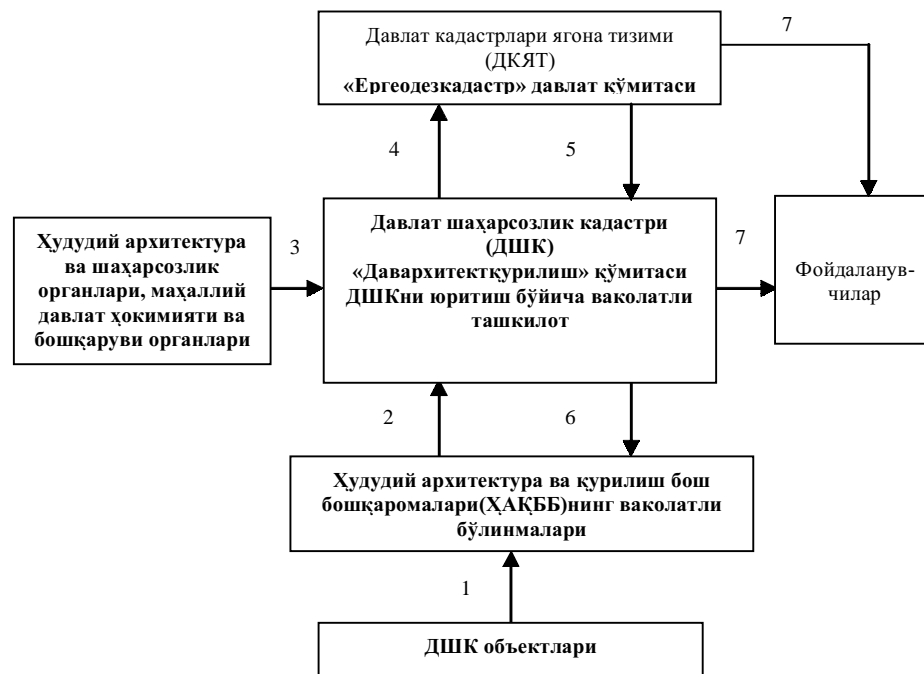 Давлат кадастрлари ягона тизими
(ДКЯТ)
«Ергеодезкадастр» давлат қўмитаси
7
4
5
Давлат шаҳарсозлик кадастри
(ДШК)
«Давархитектқурилиш» қўмитаси
ДШКни юритиш бўйича ваколатли
ташкилот
Ҳудудий архитектура
ва шаҳарсозлик
органлари, маҳаллий
давлат ҳокимияти ва
бошқаруви органлари
3
7
Фойдаланув-
чилар
2
6
Ҳудудий архитектура ва қурилиш бош
бошқаромалари(ҲАҚББ)нинг ваколатли
бўлинмалари
1
ДШК объектлари